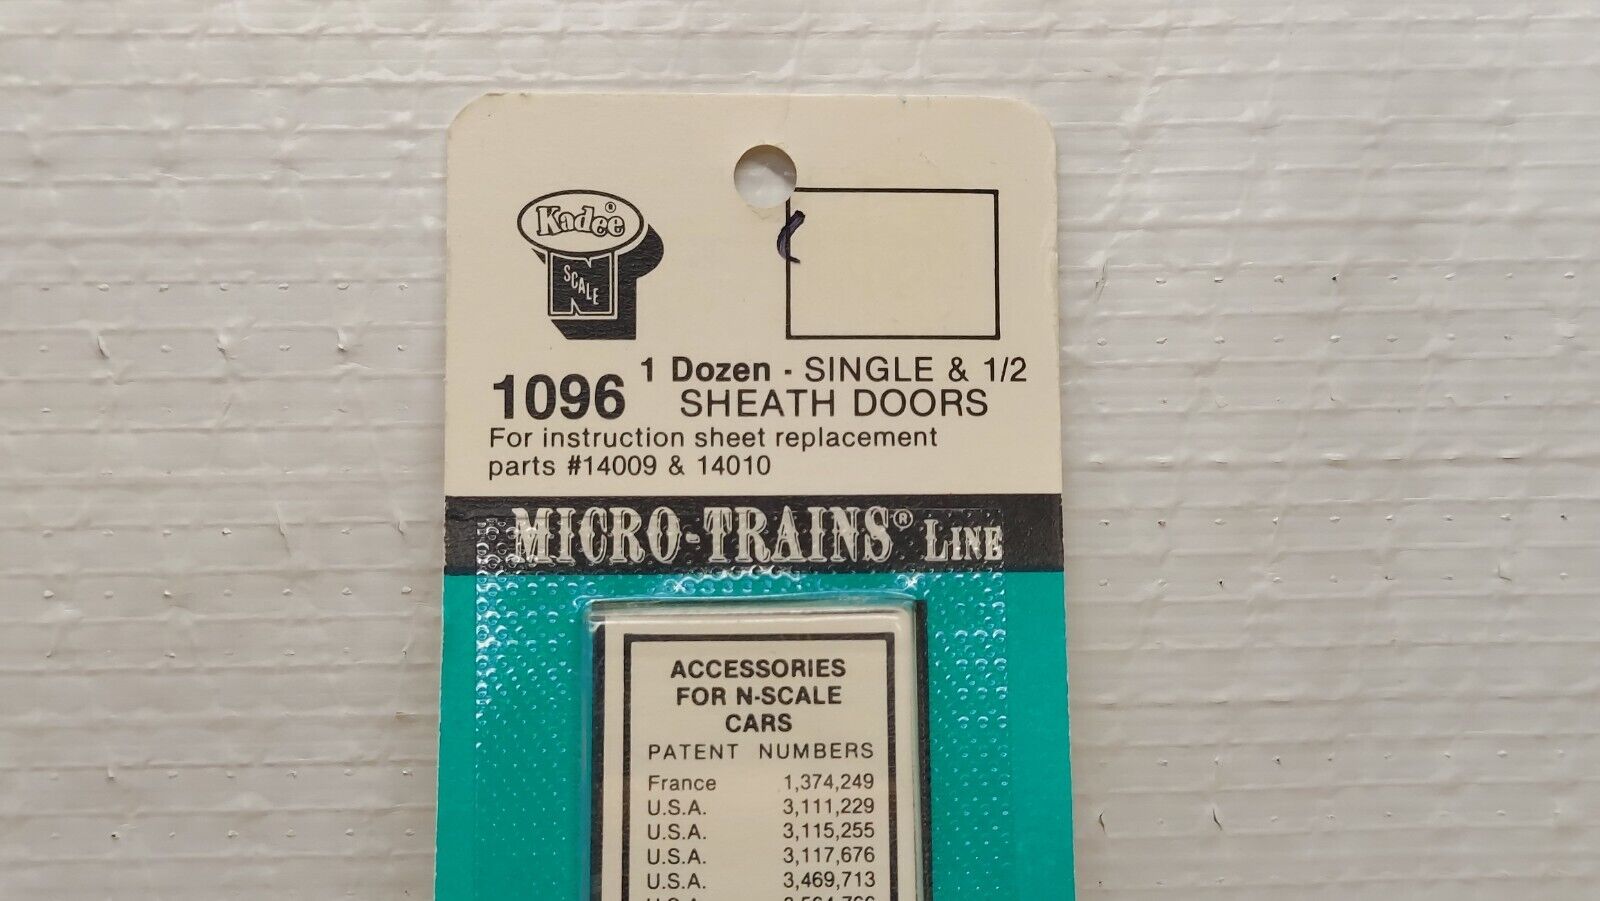 Kadee®
N SCALE
1 Dozen - SINGLE & 1/2
1096 SHEATH DOORS
For instruction sheet replacement
parts #14009 & 14010
MICRO-TRAINS® LINE
ACCESSORIES
FOR N-SCALE
CARS
PATENT NUMBERS
France 1,374,249
U.S.A. 3,111,229
U.S.A. 3,115,255
U.S.A. 3,117,676
U.S.A. 3,469,713